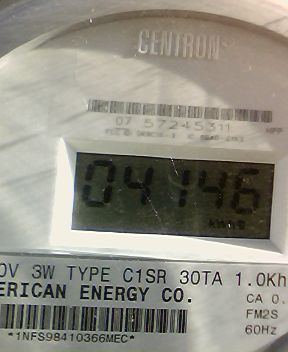 CENTRON
07 57245311
04146
0V 3W TYPE C1SR 30TA 1.0Kh
ERICAN ENERGY CO.
CA 0.
FM2S
60Hz
*1NFS98410366MEC*